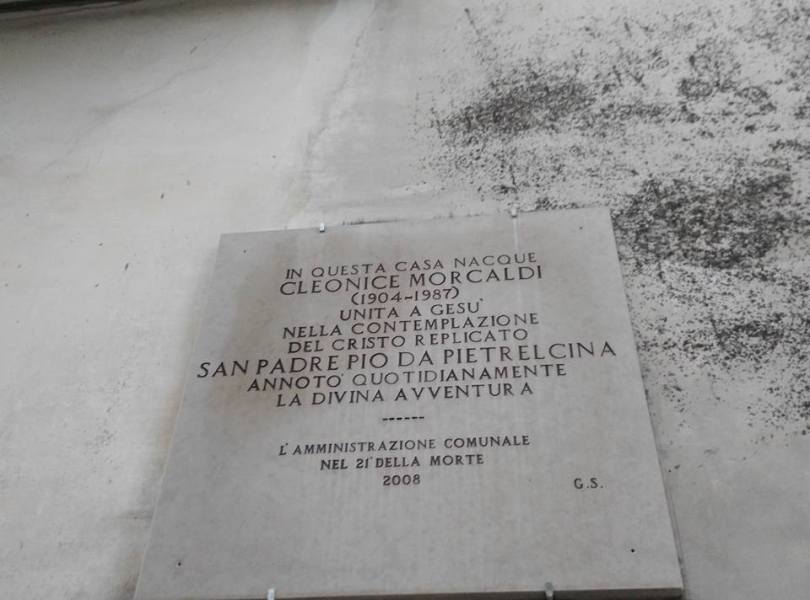 IN QUESTA CASA NACQUE
CLEONICE MORCALDI
(1904-1987)
UNITA A GESU'
NELLA CONTEMPLAZIONE
DEL CRISTO REPLICATO
SAN PADRE PIO DA PIETRELCINA
ANNOTO' QUOTIDIANAMENTE
LA DIVINA AVVENTURA
------
L'AMMINISTRAZIONE COMUNALE
NEL 21° DELLA MORTE
2008
G.S.